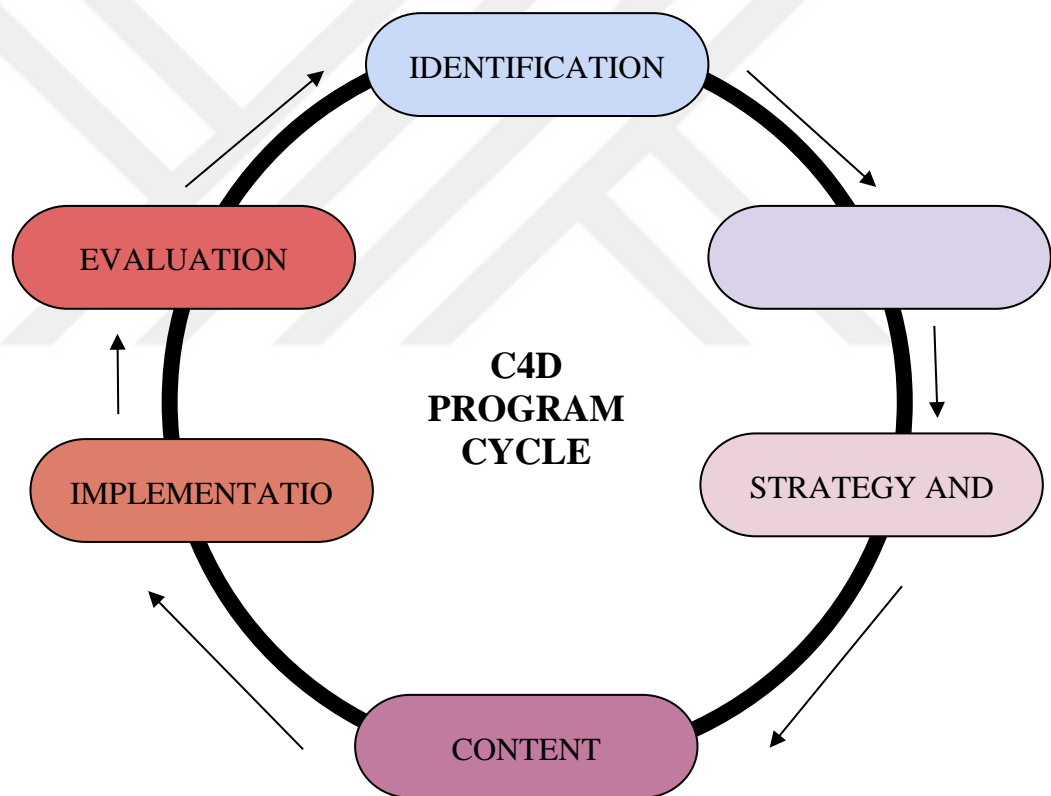 IDENTIFICATION
EVALUATION
C4D
PROGRAM
CYCLE
IMPLEMENTATIO
STRATEGY AND
CONTENT